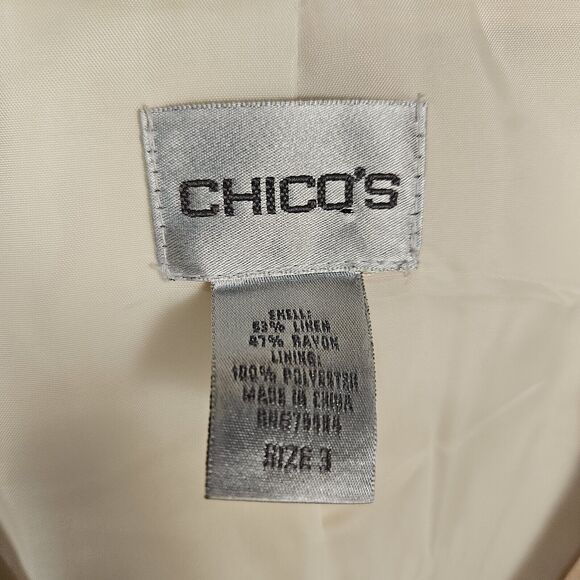 CHICO'S
SHELL:
53% LINEN
47% RAYON
LINING:
100% POLYESTER
MADE IN CHINA
SIZE 3